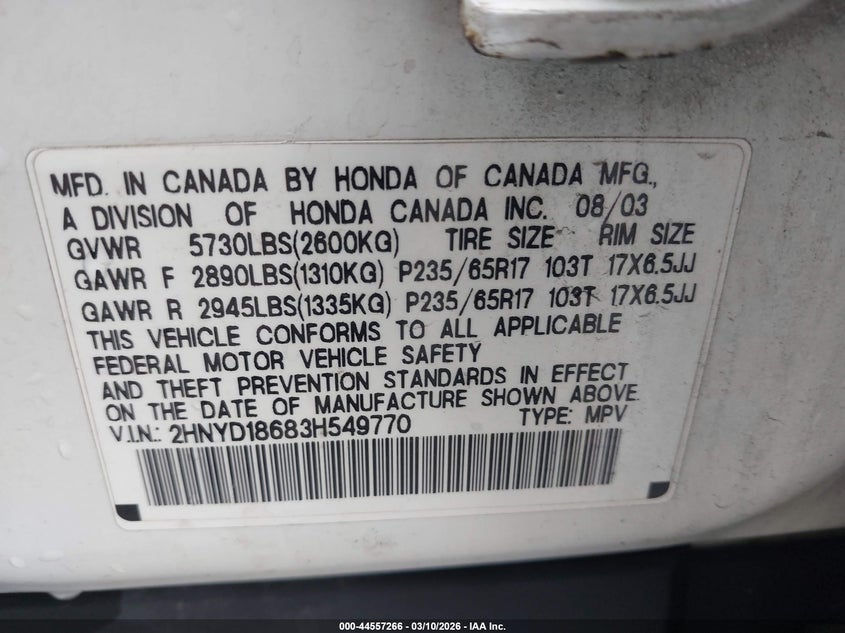 MFD. IN CANADA BY HONDA OF CANADA MFG.,
A DIVISION OF HONDA CANADA INC. 08/03
GVWR 5730LBS(2600KG) TIRE SIZE RIM SIZE
GAWR F 2890LBS(1310KG) P235/65R17 103T 17X6.5JJ
GAWR R 2945LBS(1335KG) P235/65R17 103T 17X6.5JJ
THIS VEHICLE CONFORMS TO ALL APPLICABLE
FEDERAL MOTOR VEHICLE SAFETY
AND THEFT PREVENTION STANDARDS IN EFFECT
ON THE DATE OF MANUFACTURE SHOWN ABOVE.
V.I.N.: 2HNYD18683H549770 TYPE: MPV
000-44557266 - 03/10/2026 - IAA Inc.